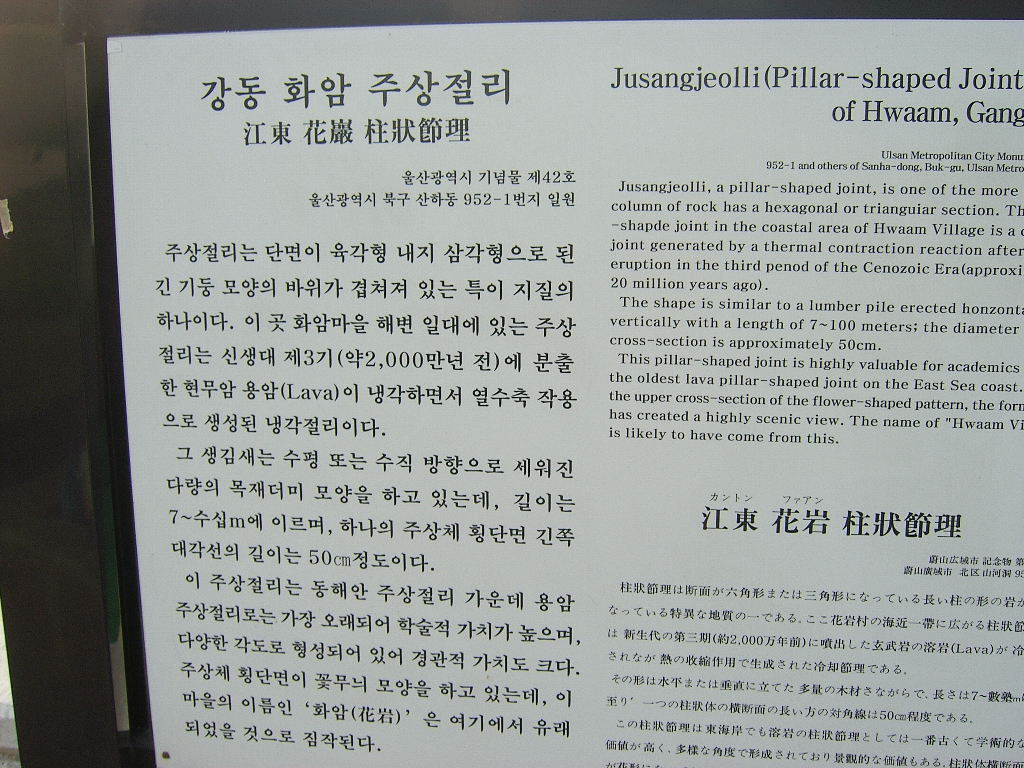 강동 화암 주상절리
江東 花巖 柱狀節理
울산광역시 기념물 제42호
울산광역시 북구 산하동 952-1번지 일원
주상절리는 단면이 육각형 내지 삼각형으로 된
긴 기둥 모양의 바위가 겹쳐져 있는 특이 지질의
하나이다. 이 곳 화암마을 해변 일대에 있는 주상
절리는 신생대 제3기(약2,000만년 전)에 분출
한 현무암 용암(Lava)이 냉각하면서 열수축 작용
으로 생성된 냉각절리이다.
그 생김새는 수평 또는 수직 방향으로 세워진
다량의 목재더미 모양을 하고 있는데, 길이는
7~수십m에 이르며, 하나의 주상체 횡단면 긴쪽
대각선의 길이는 50㎝정도이다.
이 주상절리는 동해안 주상절리 가운데 용암
주상절리로는 가장 오래되어 학술적 가치가 높으며,
다양한 각도로 형성되어 있어 경관적 가치도 크다.
주상체 횡단면이 꽃무늬 모양을 하고 있는데, 이
마을의 이름인 '화암(花岩)' 은 여기에서 유래
되었을 것으로 짐작된다.
Jusangjeolli(Pillar-shaped Joint
of Hwaam, Gang
Ulsan Metropolitan City Monu
952-1 and others of Sanha-dong, Buk-gu, Ulsan Metro
Jusangjeolli, a pillar-shaped joint, is one of the more
column of rock has a hexagonal or trianguiar section. Th
-shapde joint in the coastal area of Hwaam Village is a c
joint generated by a thermal contraction reaction after
eruption in the third penod of the Cenozoic Era(approxi
20 million years ago).
The shape is similar to a lumber pile erected honzonta
vertically with a length of 7~100 meters; the diameter
cross-section is approximately 50cm.
This pillar-shaped joint is highly valuable for academics
the oldest lava pillar-shaped joint on the East Sea coast.
the upper cross-section of the flower-shaped pattern, the forn
has created a highly scenic view. The name of "Hwaam Vi
is likely to have come from this.
カントン ファアン
江東 花岩 柱狀節理
蔚山広城市 記念物 第
蔚山廣城市 北区 山河洞 95
柱狀節理は断面が六角形または三角形になっている長い柱の形の岩が
なっている特異な地質の一である。ここ花岩村の海近一帯に広がる柱狀節
は 新生代の第三期(約2,000万年前)に噴出した玄武岩の溶岩(Lava)が 冷
されなが 熱の收縮作用で生成された冷却節理である。
その形は水平または垂直に立てた 多量の木材さながらで、長さは7~數
至り' 一つの柱狀体の横断面の長い方の対角線は50㎝程度である。
この柱狀節理は東海岸でも溶岩の柱狀節理としては一番古くて学術的な
価値が高く、多様な角度で形成されており景観的な価値もある。柱狀体横断面
が花形に